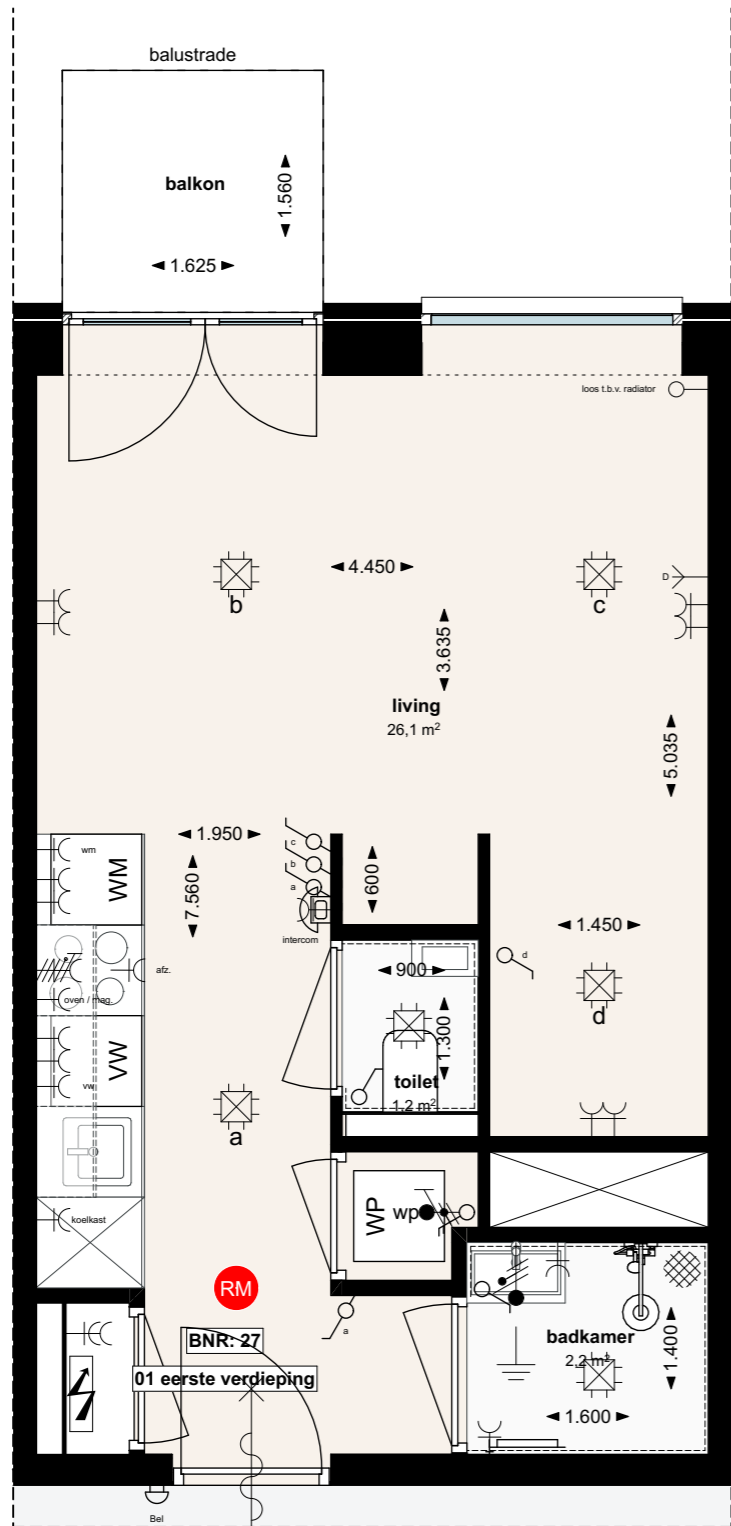 balustrade
balkon
1.560
1.625
loos t.b.v. radiator
4.450
b
c
D
3.635
living
26,1 m²
5.035
1.950
7.560
wm
WM
c
b
a
600
intercom
1.450
d
900
afz.
oven / mag.
1.300
d
VW
vw
toilet
1,2 m²
a
WP
wp
koelkast
RM
a
BNR: 27
badkamer
2,2 m²
1.400
01 eerste verdieping
1.600
Bel